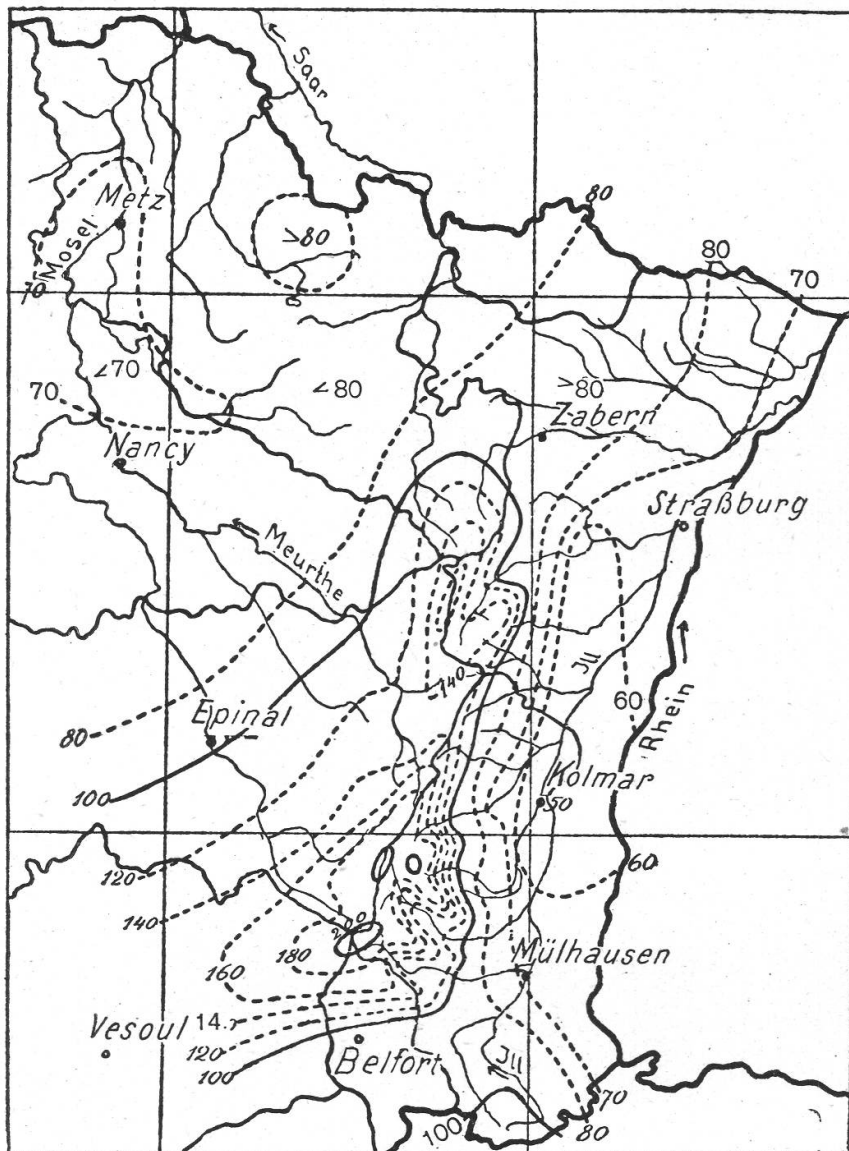 Saar
80
Metz
>80
Mosel
80
70
70
<70
<80
>80
70
Zabern
Nancy
Straßburg
Meurthe
Jll
-140-
60
Rhein
Epinal
80
Kolmar
100
50
60
120
140
200
180
160
Mülhausen
Vesoul
14.
120
Belfort
Jll
100
70
100
80